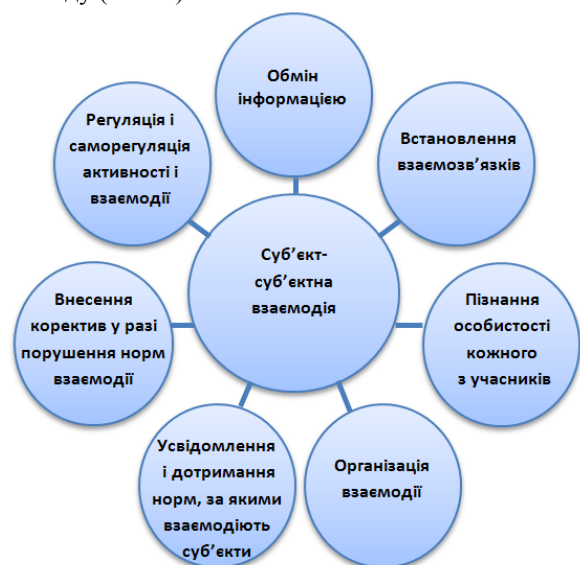 Обмін
інформацією
Встановлення
взаємозв’язків
Пізнання
особистості
кожного
з учасників
Організація
взаємодії
Усвідомлення
і дотримання
норм, за якими
взаємодіють
суб’єкти
Внесення
коректив у разі
порушення норм
взаємодії
Регуляція і
саморегуляція
активності і
взаємодії
Суб’єкт-
суб’єктна
взаємодія